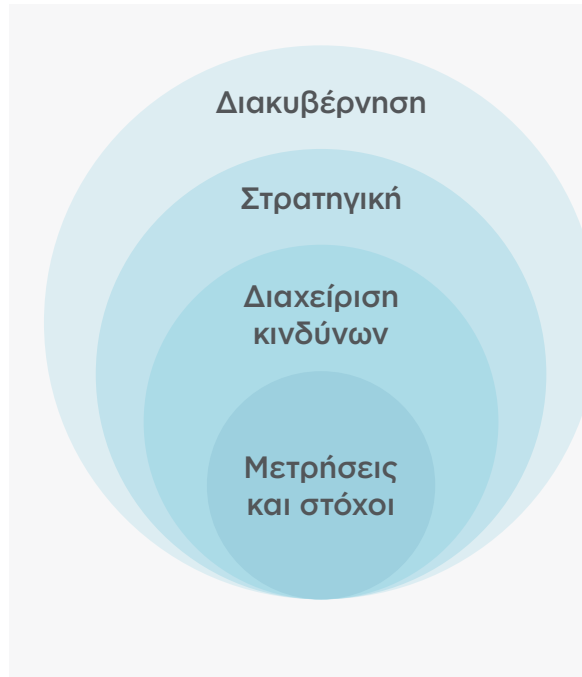 Διακυβέρνηση
Στρατηγική
Διαχείριση
κινδύνων
Μετρήσεις
και στόχοι